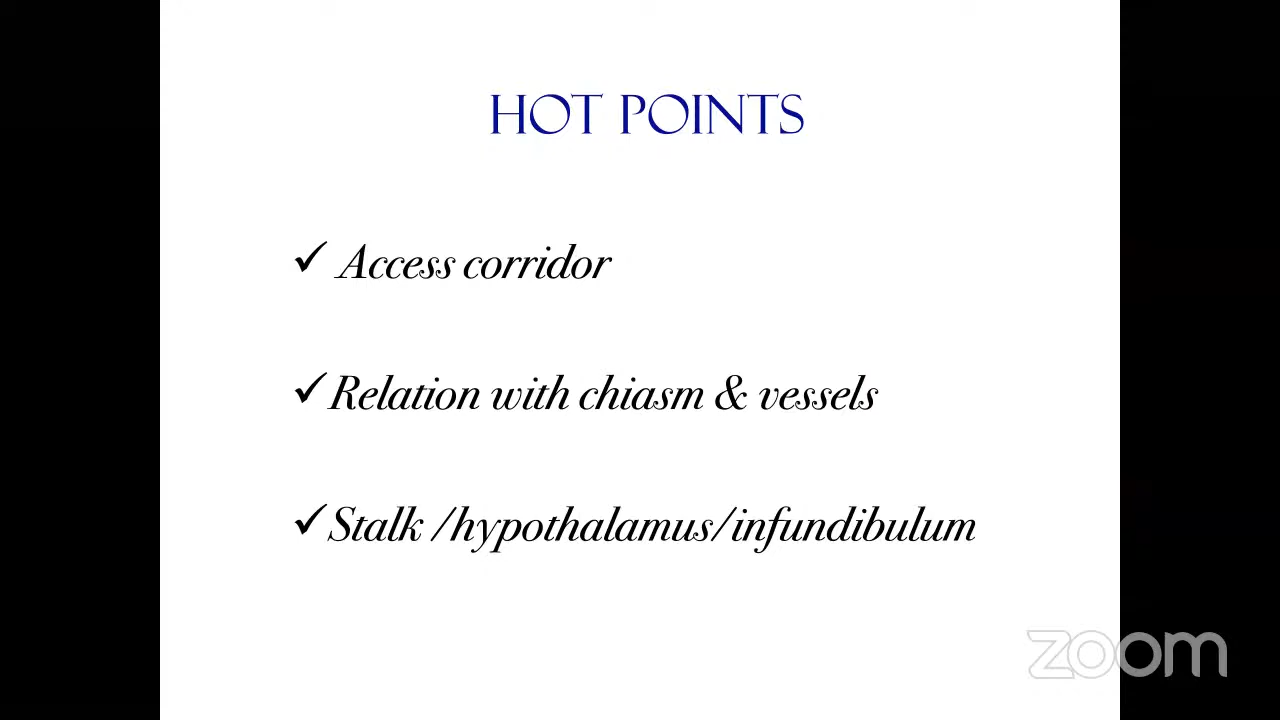 HOT POINTS
✓ Access corridor
✓ Relation with chiasm & vessels
✓ Stalk /hypothalamus/infundibulum
zoom